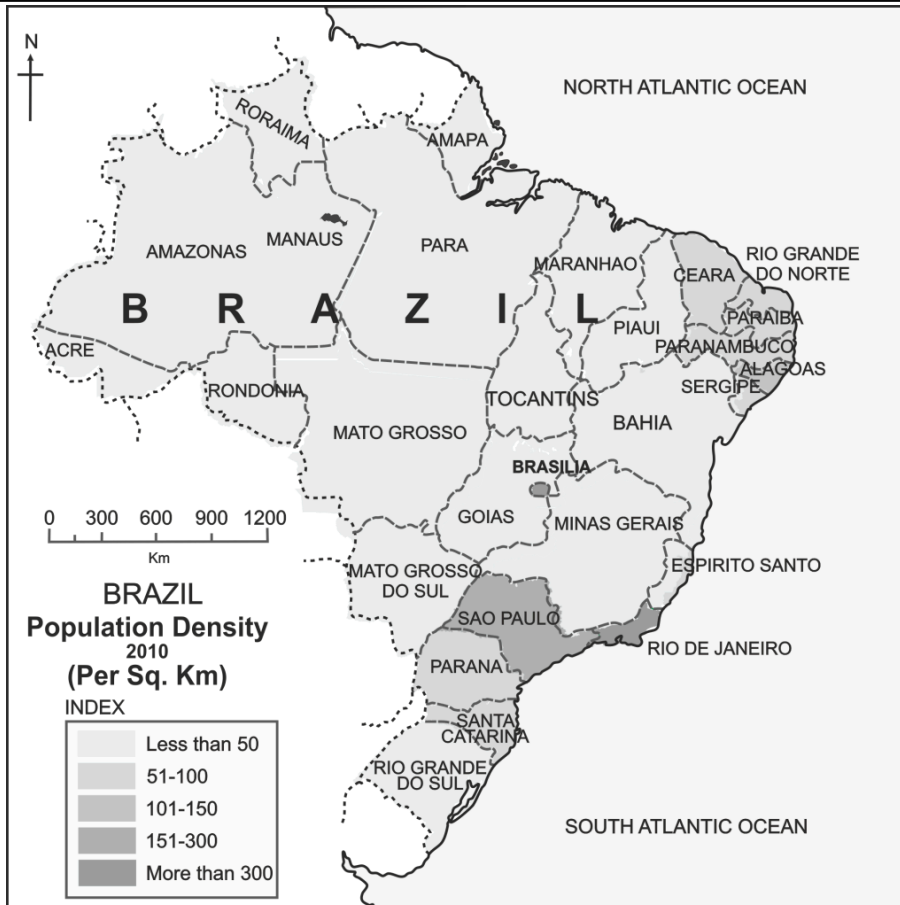 N
NORTH ATLANTIC OCEAN
RORAIMA
AMAPA
MANAUS
AMAZONAS
PARA
MARANHAO
CEARA
RIO GRANDE
DO NORTE
BRAZIL
PARAIBA
PIAUI
PARANAMBUCO
ACRE
ALAGOAS
SERGIPE
RONDONIA
TOCANTINS
BAHIA
MATO GROSSO
BRASILIA
GOIAS
MINAS GERAIS
0 300 600 900 1200
Km
ESPIRITO SANTO
MATO GROSSO
DO SUL
SAO PAULO
RIO DE JANEIRO
PARANA
SANTA
CATARINA
RIO GRANDE
DO SUL
SOUTH ATLANTIC OCEAN
BRAZIL
Population Density
2010
(Per Sq. Km)
INDEX
Less than 50
51-100
101-150
151-300
More than 300